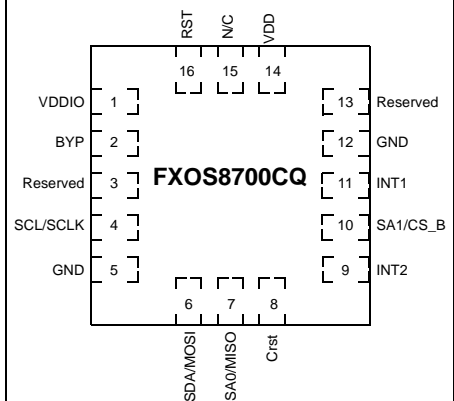 RST
N/C
VDD
16
15
14
VDDIO 1
13 Reserved
BYP 2
12 GND
Reserved 3
FXOS8700CQ
11 INT1
SCL/SCLK 4
10 SA1/CS_B
GND 5
9 INT2
6
7
8
SDA/MOSI
SA0/MISO
Crst